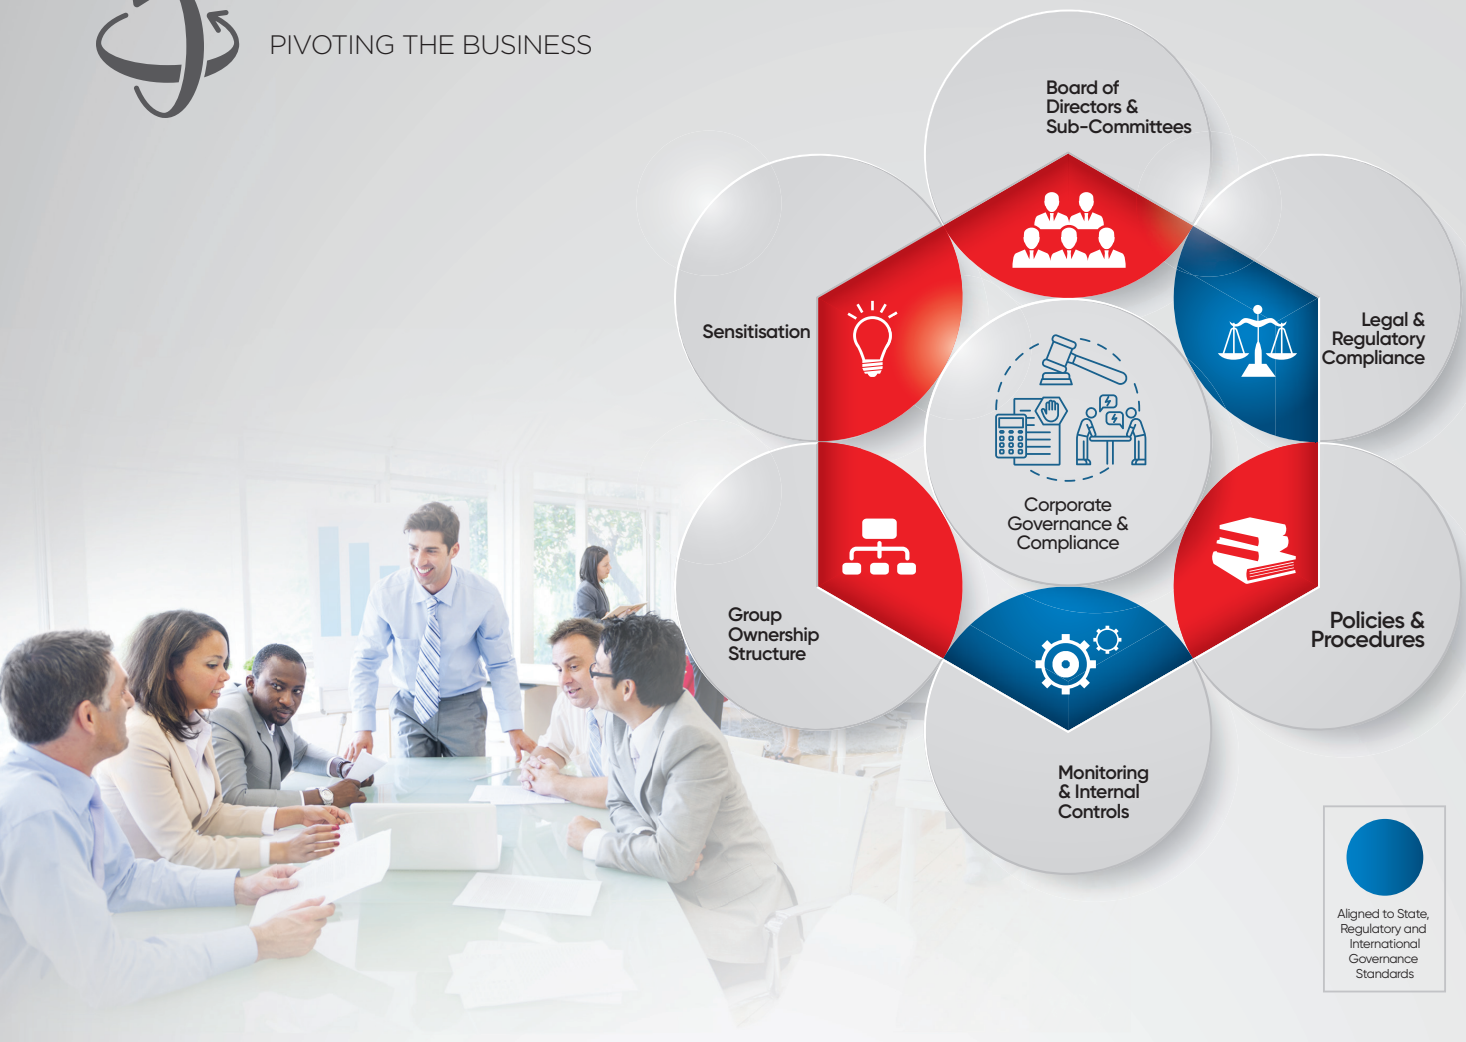 PIVOTING THE BUSINESS
Board of
Directors &
Sub-Committees
Sensitisation
Legal &
Regulatory
Compliance
Corporate
Governance &
Compliance
Group
Ownership
Structure
Policies &
Procedures
Monitoring
& Internal
Controls
Aligned to State,
Regulatory and
International
Governance
Standards